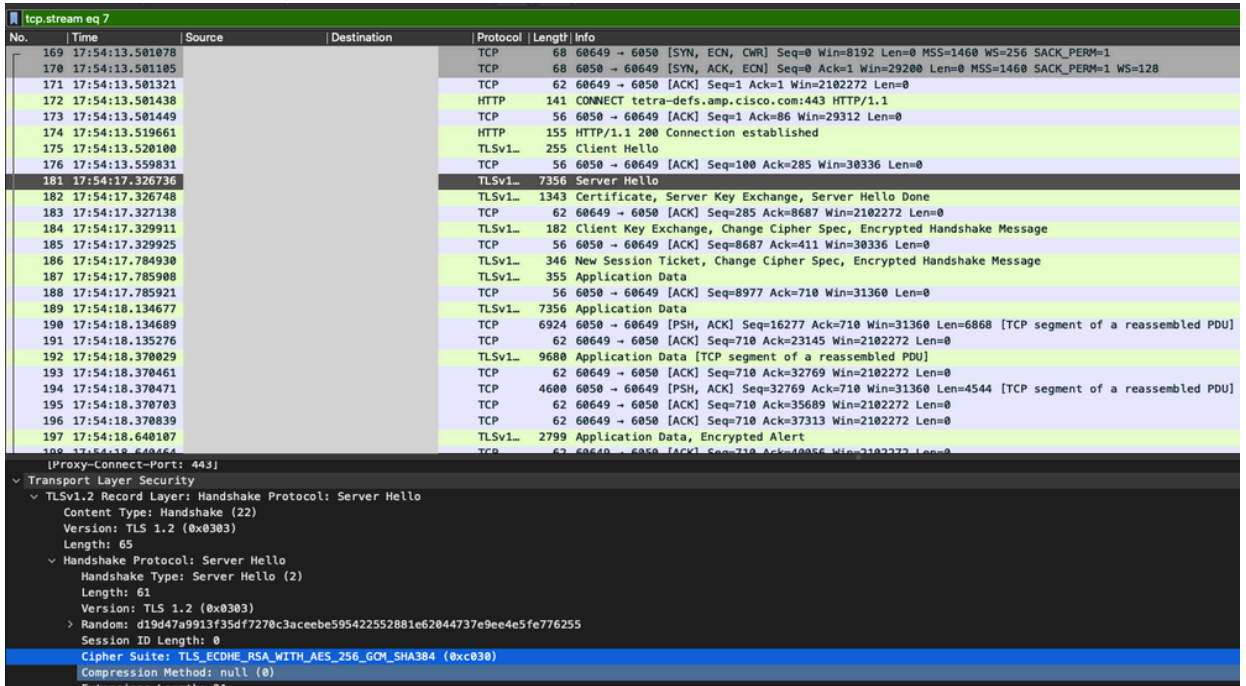 tcp.stream eq 7
No. Time Source Destination Protocol Length Info
169 17:54:13.501078 TCP 68 60649 → 6050 [SYN, ECN, CWR] Seq=0 Win=8192 Len=0 MSS=1460 WS=256 SACK_PERM=1
170 17:54:13.501105 TCP 68 6050 → 60649 [SYN, ACK, ECN] Seq=0 Ack=1 Win=29200 Len=0 MSS=1460 SACK_PERM=1 WS=128
171 17:54:13.501321 TCP 62 60649 → 6050 [ACK] Seq=1 Ack=1 Win=2102272 Len=0
172 17:54:13.501438 HTTP 141 CONNECT tetra-defs.amp.cisco.com:443 HTTP/1.1
173 17:54:13.501449 TCP 56 6050 → 60649 [ACK] Seq=1 Ack=86 Win=29312 Len=0
174 17:54:13.519661 HTTP 155 HTTP/1.1 200 Connection established
175 17:54:13.520100 TLSv1… 255 Client Hello
176 17:54:13.559831 TCP 56 6050 → 60649 [ACK] Seq=100 Ack=285 Win=30336 Len=0
181 17:54:17.326736 TLSv1… 7356 Server Hello
182 17:54:17.326748 TLSv1… 1343 Certificate, Server Key Exchange, Server Hello Done
183 17:54:17.327138 TCP 62 60649 → 6050 [ACK] Seq=285 Ack=8687 Win=2102272 Len=0
184 17:54:17.329911 TLSv1… 182 Client Key Exchange, Change Cipher Spec, Encrypted Handshake Message
185 17:54:17.329925 TCP 56 6050 → 60649 [ACK] Seq=8687 Ack=411 Win=30336 Len=0
186 17:54:17.784930 TLSv1… 346 New Session Ticket, Change Cipher Spec, Encrypted Handshake Message
187 17:54:17.785908 TLSv1… 355 Application Data
188 17:54:17.785921 TCP 56 6050 → 60649 [ACK] Seq=8977 Ack=710 Win=31360 Len=0
189 17:54:18.134677 TLSv1… 7356 Application Data
190 17:54:18.134689 TCP 6924 6050 → 60649 [PSH, ACK] Seq=16277 Ack=710 Win=31360 Len=6868 [TCP segment of a reassembled PDU]
191 17:54:18.135276 TCP 62 60649 → 6050 [ACK] Seq=710 Ack=23145 Win=2102272 Len=0
192 17:54:18.370029 TLSv1… 9680 Application Data [TCP segment of a reassembled PDU]
193 17:54:18.370461 TCP 62 60649 → 6050 [ACK] Seq=710 Ack=32769 Win=2102272 Len=0
194 17:54:18.370471 TCP 4600 6050 → 60649 [PSH, ACK] Seq=32769 Ack=710 Win=31360 Len=4544 [TCP segment of a reassembled PDU]
195 17:54:18.370703 TCP 62 60649 → 6050 [ACK] Seq=710 Ack=35689 Win=2102272 Len=0
196 17:54:18.370839 TCP 62 60649 → 6050 [ACK] Seq=710 Ack=37313 Win=2102272 Len=0
197 17:54:18.640107 TLSv1… 2799 Application Data, Encrypted Alert
198 17:54:18.640464 TCP 62 60649 → 6050 [ACK] Seq=710 Ack=40056 Win=2102272 Len=0
[Proxy-Connect-Port: 443]
Transport Layer Security
TLSv1.2 Record Layer: Handshake Protocol: Server Hello
Content Type: Handshake (22)
Version: TLS 1.2 (0x0303)
Length: 65
Handshake Protocol: Server Hello
Handshake Type: Server Hello (2)
Length: 61
Version: TLS 1.2 (0x0303)
Random: d19d47a9913f35df7270c3aceebe595422552881e62044737e9ee4e5fe776255
Session ID Length: 0
Cipher Suite: TLS_ECDHE_RSA_WITH_AES_256_GCM_SHA384 (0xc030)
Compression Method: null (0)